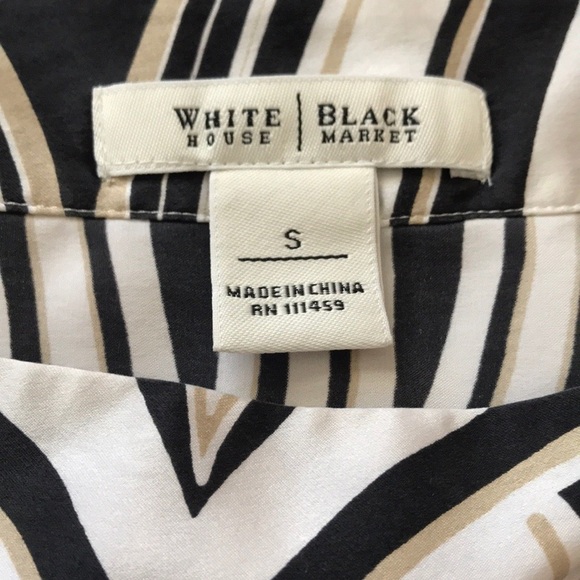 WHITE | BLACK
HOUSE | MARKET
S
MADE IN CHINA
RN 111459